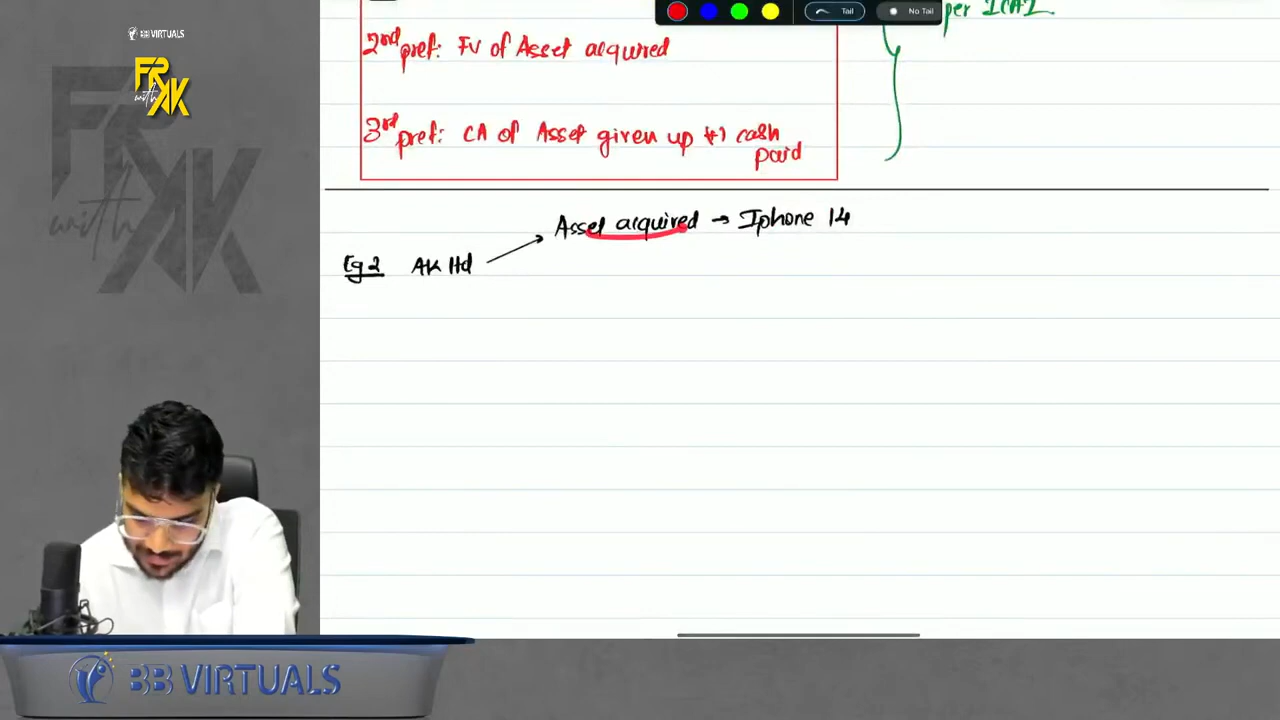 BB VIRTUALS
FR
with
AK
Tail
No Tail
per ICAI
2nd pref: FV of Asset acquired
3rd pref: CA of Asset given up (+) cash
paid
Asset acquired → Iphone 14
Eg 2 AK ltd
BB VIRTUALS